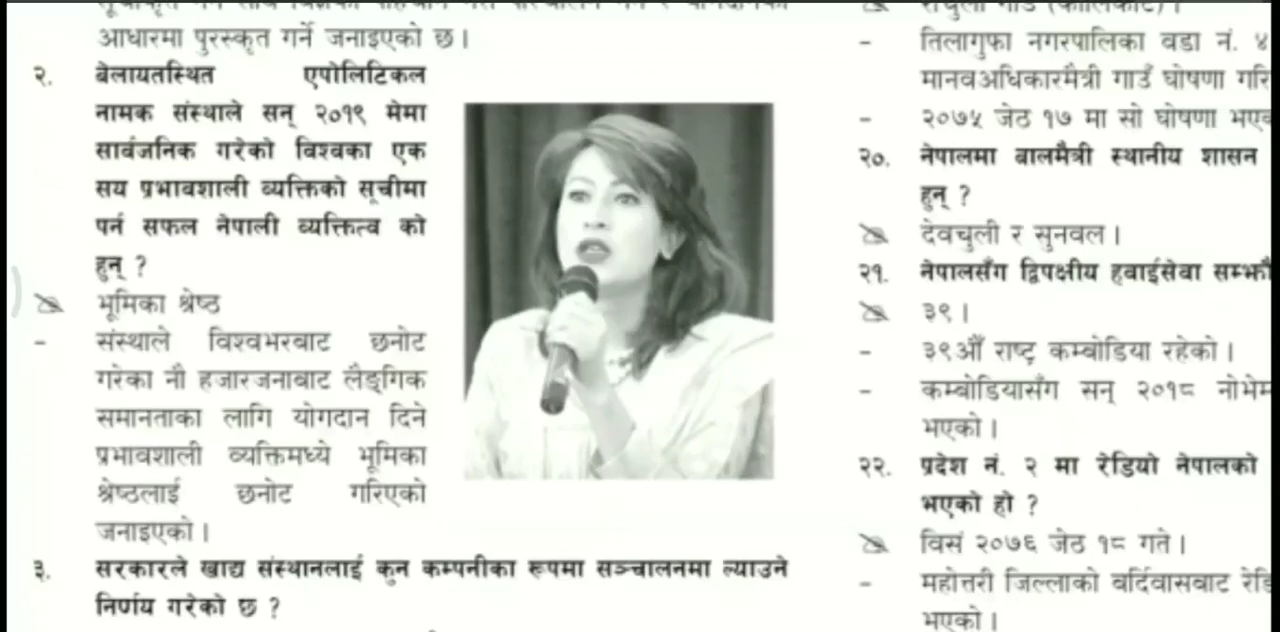 आधारमा पुरस्कृत गर्ने जनाइएको छ।
२. बेलायतस्थित एपोलिटिकल
नामक संस्थाले सन् २०१९ मेमा
सार्वजनिक गरेको विश्वका एक
सय प्रभावशाली व्यक्तिको सूचीमा
पर्न सफल नेपाली व्यक्तित्व को
हुन् ?
भूमिका श्रेष्ठ
- संस्थाले विश्वभरबाट छनोट
गरेका नौ हजारजनाबाट लैङ्गिक
समानताका लागि योगदान दिने
प्रभावशाली व्यक्तिमध्ये भूमिका
श्रेष्ठलाई छनोट गरिएको
जनाइएको।
३. सरकारले खाद्य संस्थानलाई कुन कम्पनीका रूपमा सञ्चालनमा ल्याउने
निर्णय गरेको छ ?
- तिलागुफा नगरपालिका वडा नं. ४
मानवअधिकारमैत्री गाउँ घोषणा गरि
- २०७५ जेठ १७ मा सो घोषणा
२०. नेपालमा बालमैत्री स्थानीय शासन
हुन् ?
देवचुली र सुनवल।
२१. नेपालसँग द्विपक्षीय हवाईसेवा
३९।
- ३९औँ राष्ट्र कम्बोडिया रहेको।
- कम्बोडियासँग सन् २०१८ नोभेम
भएको।
२२. प्रदेश नं. २ मा रेडियो नेपालको
भएको हो ?
विसं २०७६ जेठ १८ गते।
- महोत्तरी जिल्लाको बर्दिवासबाट रेडि
भएको।